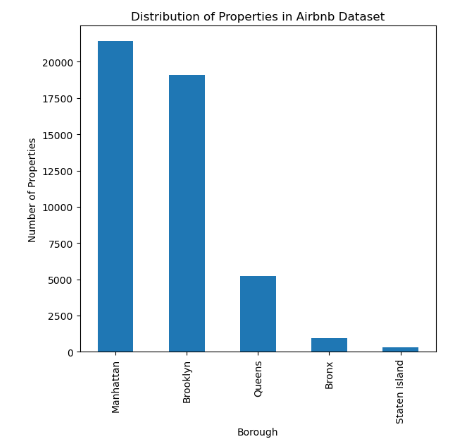 Distribution of Properties in Airbnb Dataset
Number of Properties
20000
17500
15000
12500
10000
7500
5000
2500
0
Manhattan
Brooklyn
Queens
Bronx
Staten Island
Borough